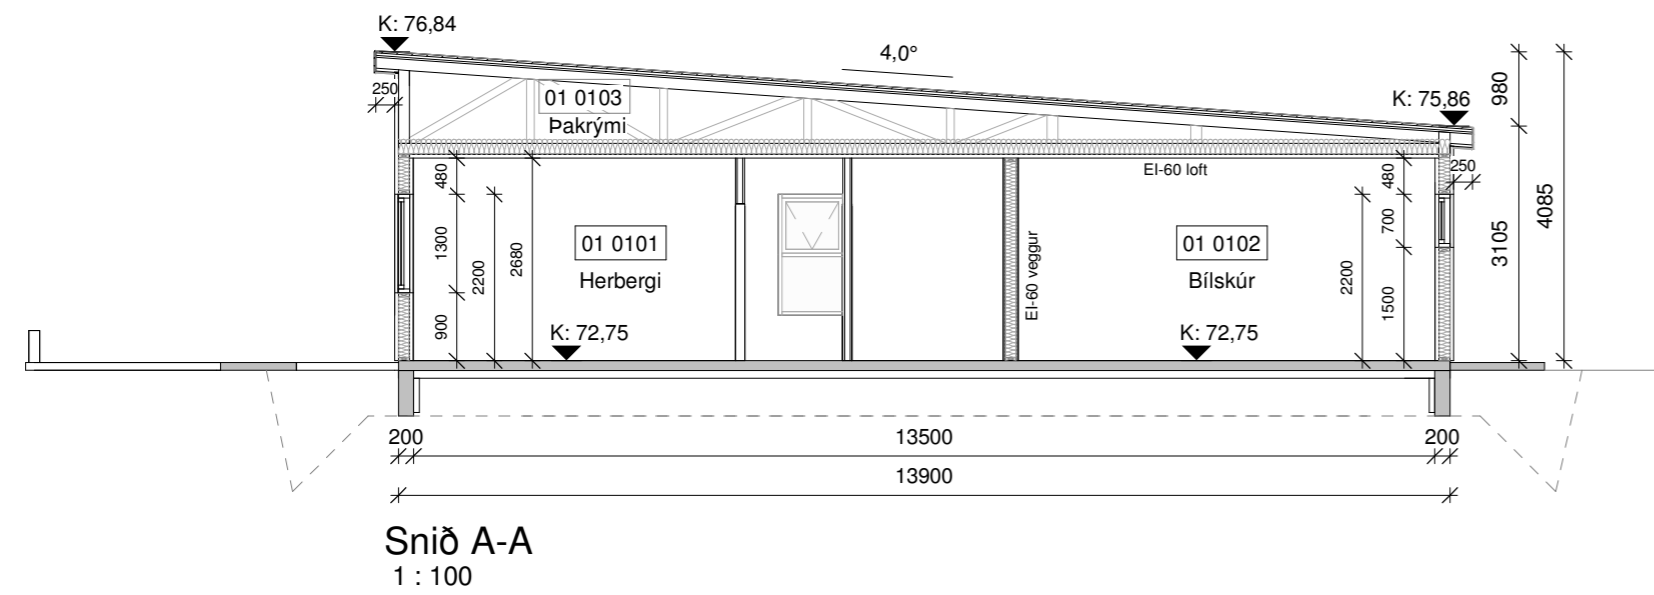 K: 76,84
4,0°
250
01 0103
Þakrými
K: 75,86
980
EI-60 loft
250
480
1300
900
2200
2680
01 0101
Herbergi
K: 72,75
EI-60 veggur
01 0102
Bílskúr
K: 72,75
2200
480
700
1500
3105
4085
200
13500
200
13900
Snið A-A
1 : 100